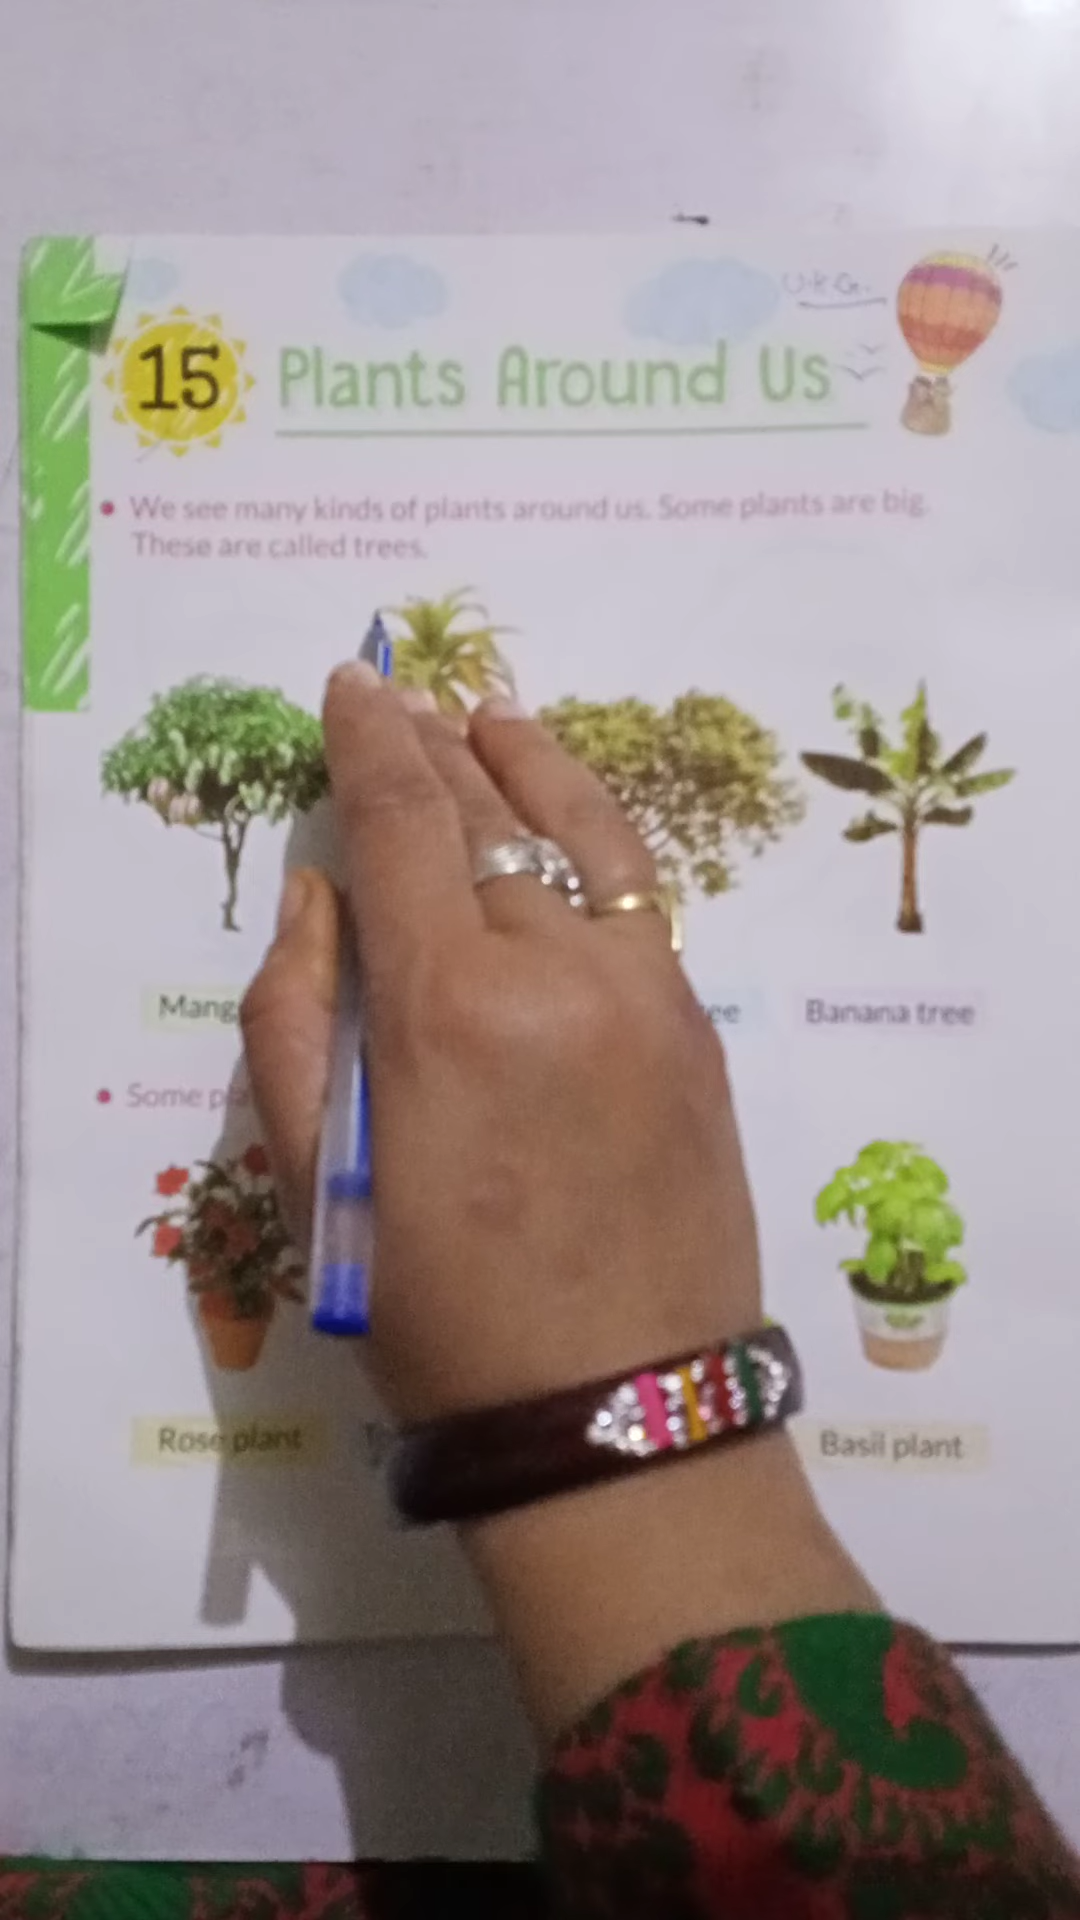 U.K.G.
15 Plants Around Us
• We see many kinds of plants around us. Some plants are big.
These are called trees.
Banana tree
• Some
Rose plant
Basil plant